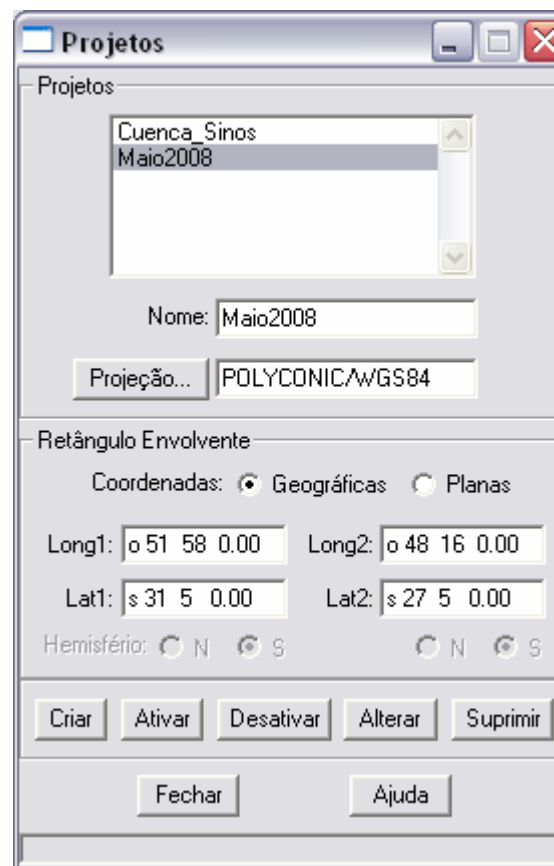 Projetos
Projetos
Cuenca_Sinos
Maio2008
Nome: Maio2008
Projeção... POLYCONIC/WGS84
Retângulo Envolvente
Coordenadas: Geográficas Planas
Long1: o 51 58 0.00 Long2: o 48 16 0.00
Lat1: s 31 5 0.00 Lat2: s 27 5 0.00
Hemisfério: N S N S
Criar Ativar Desativar Alterar Suprimir
Fechar Ajuda